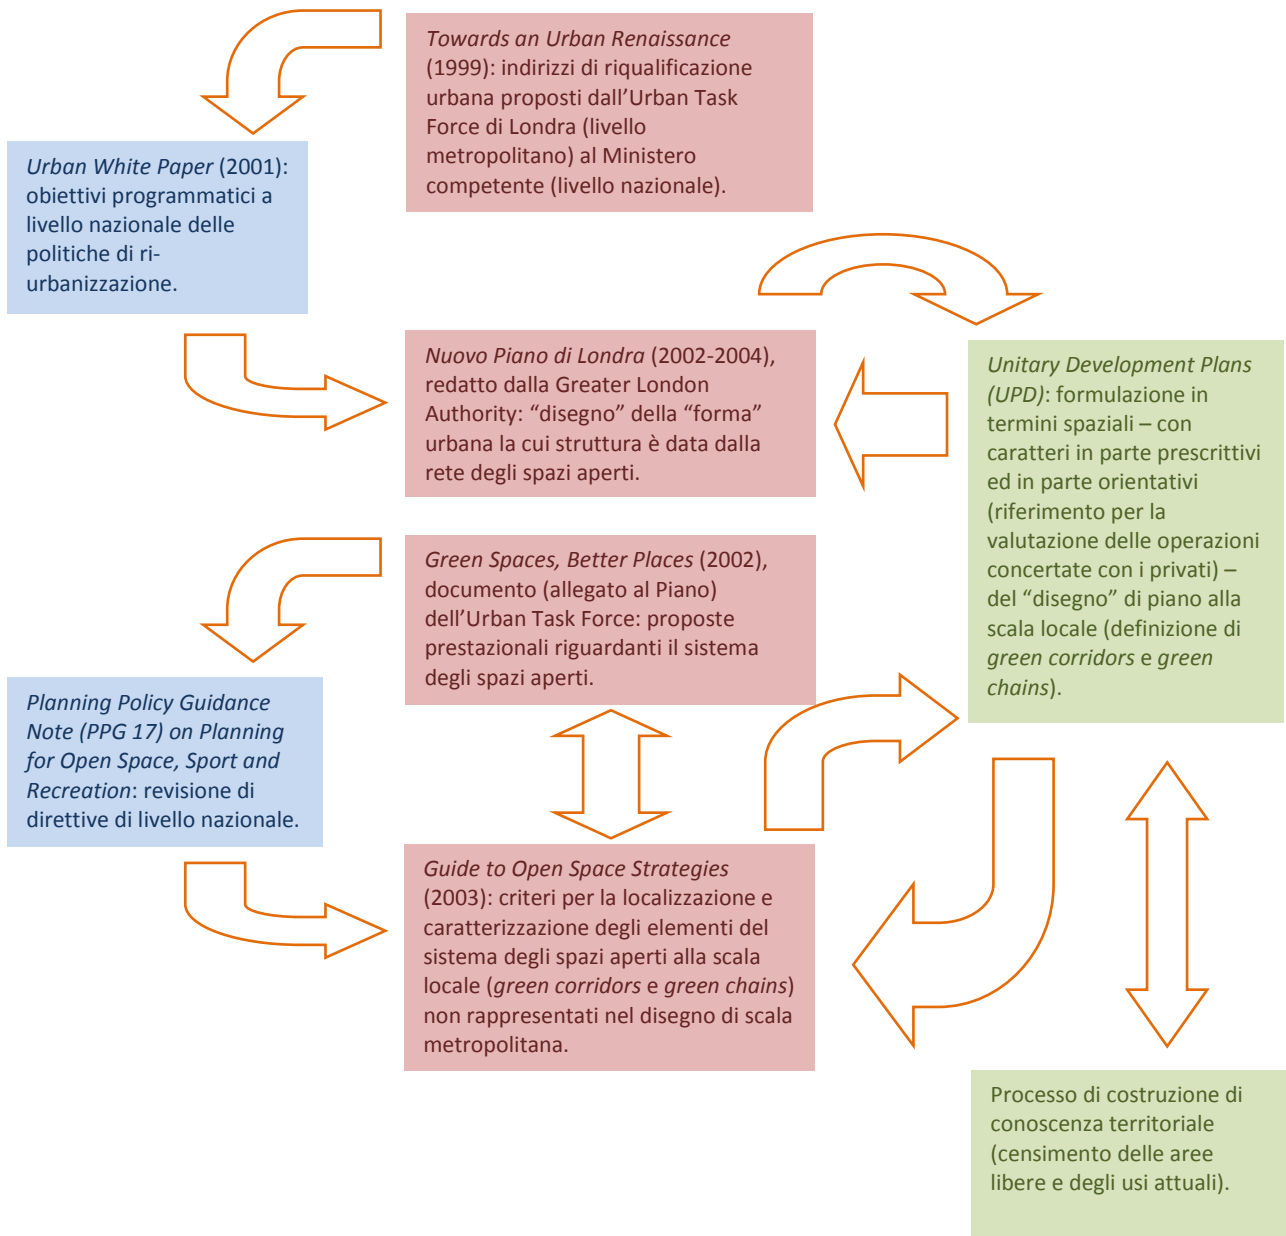 Towards an Urban Renaissance
(1999): indirizzi di riqualificazione
urbana proposti dall’Urban Task
Force di Londra (livello
metropolitano) al Ministero
competente (livello nazionale).
Urban White Paper (2001):
obiettivi programmatici a
livello nazionale delle
politiche di ri-
urbanizzazione.
Nuovo Piano di Londra (2002-2004),
redatto dalla Greater London
Authority: “disegno” della “forma”
urbana la cui struttura è data dalla
rete degli spazi aperti.
Unitary Development Plans
(UPD): formulazione in
termini spaziali – con
caratteri in parte prescrittivi
ed in parte orientativi
(riferimento per la
valutazione delle operazioni
concertate con i privati) –
del “disegno” di piano alla
scala locale (definizione di
green corridors e green
chains).
Green Spaces, Better Places (2002),
documento (allegato al Piano)
dell’Urban Task Force: proposte
prestazionali riguardanti il sistema
degli spazi aperti.
Planning Policy Guidance
Note (PPG 17) on Planning
for Open Space, Sport and
Recreation: revisione di
direttive di livello nazionale.
Guide to Open Space Strategies
(2003): criteri per la localizzazione e
caratterizzazione degli elementi del
sistema degli spazi aperti alla scala
locale (green corridors e green chains)
non rappresentati nel disegno di scala
metropolitana.
Processo di costruzione di
conoscenza territoriale
(censimento delle aree
libere e degli usi attuali).